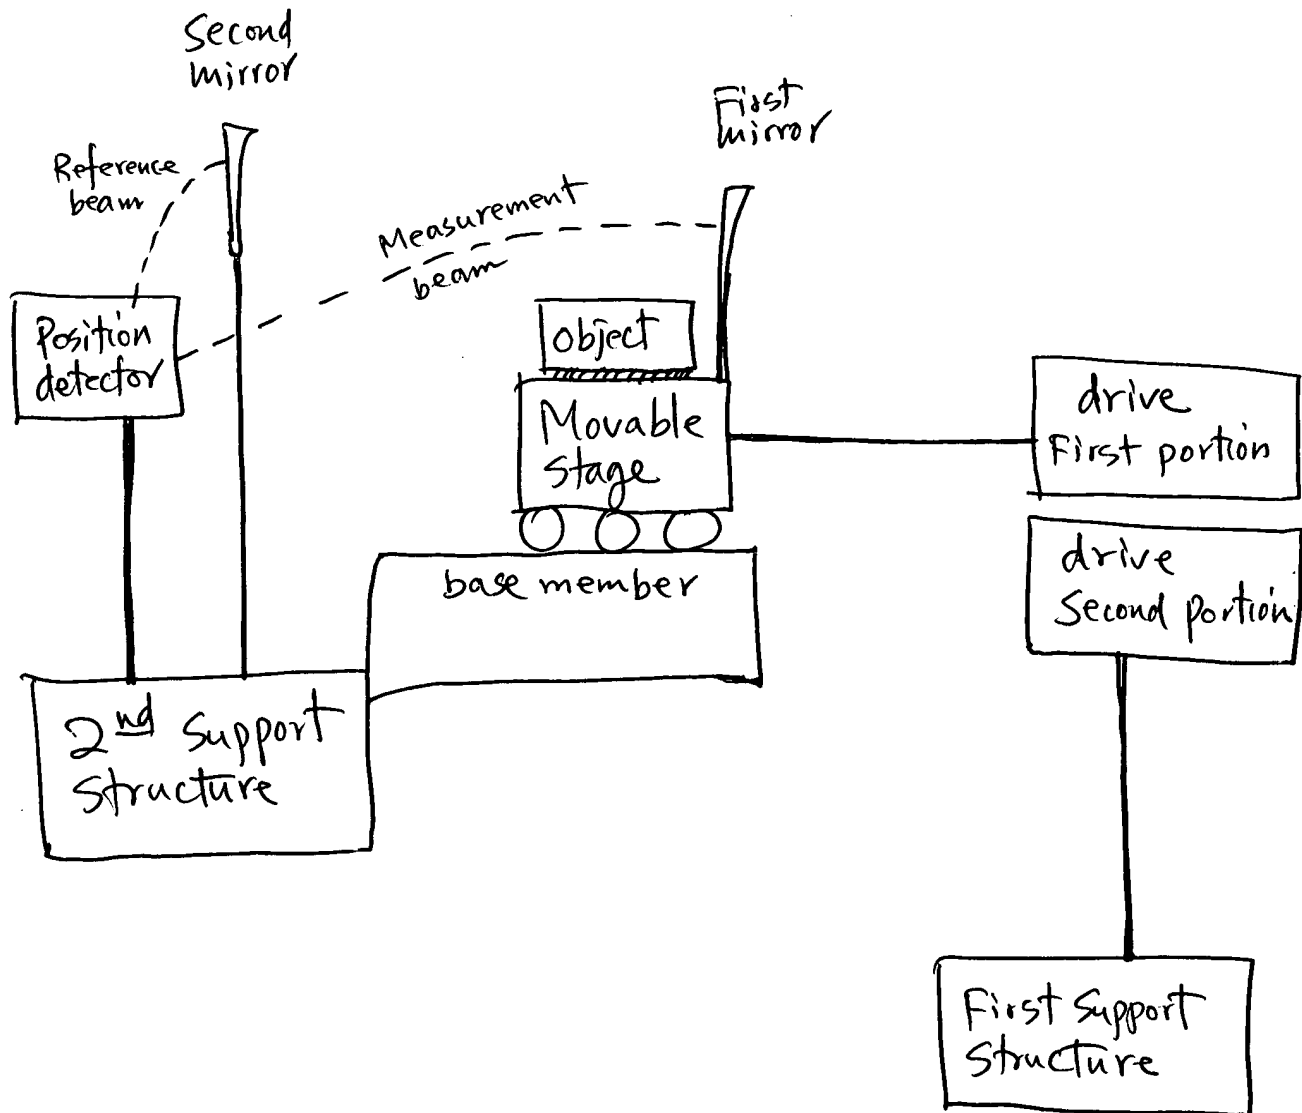 Second
mirror
First
mirror
Reference
beam
Measurement
beam
Position
detector
object
Movable
stage
drive
First portion
base member
drive
Second portion
2nd Support
Structure
First Support
Structure